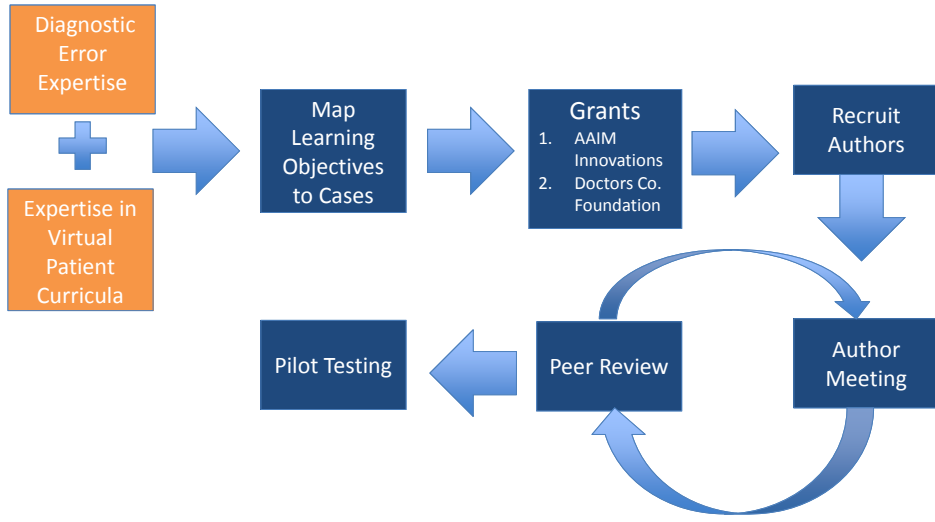 Diagnostic
Error
Expertise
Expertise in
Virtual
Patient
Curricula
Map
Learning
Objectives
to Cases
Grants
1. AAIM
Innovations
2. Doctors Co.
Foundation
Recruit
Authors
Author
Meeting
Peer Review
Pilot Testing